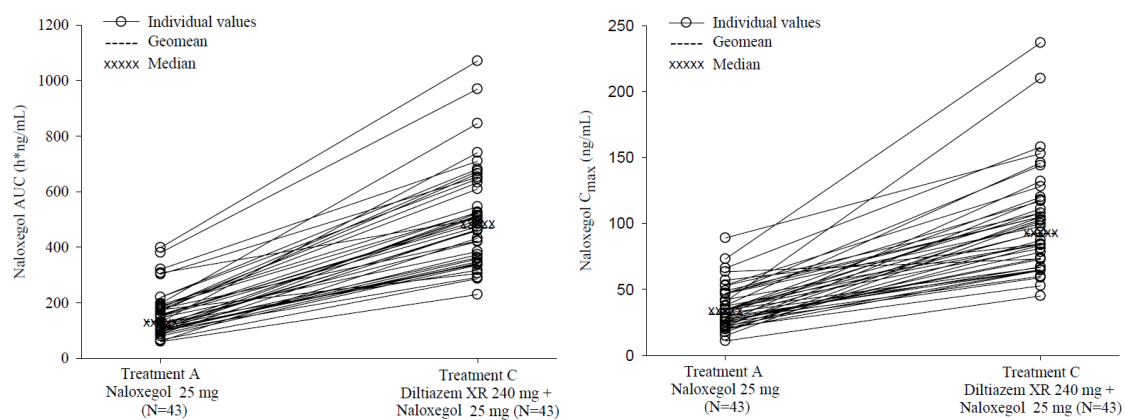 1200
1000
800
600
400
200
0
Naloxegol AUC (h*ng/mL)
Individual values
Geomean
xxxxx Median
Treatment A
Naloxegol 25 mg
(N=43)
Treatment C
Diltiazem XR 240 mg +
Naloxegol 25 mg (N=43)
250
200
150
100
50
0
Naloxegol Cmax (ng/mL)
Individual values
Geomean
xxxxx Median
Treatment A
Naloxegol 25 mg
(N=43)
Treatment C
Diltiazem XR 240 mg +
Naloxegol 25 mg (N=43)